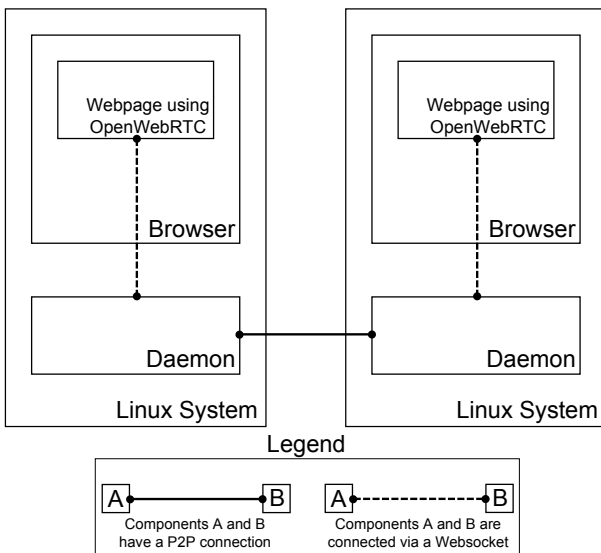 Webpage using
OpenWebRTC
Browser
Daemon
Linux System
Webpage using
OpenWebRTC
Browser
Daemon
Linux System
Legend
A B
Components A and B
have a P2P connection
A B
Components A and B are
connected via a Websocket